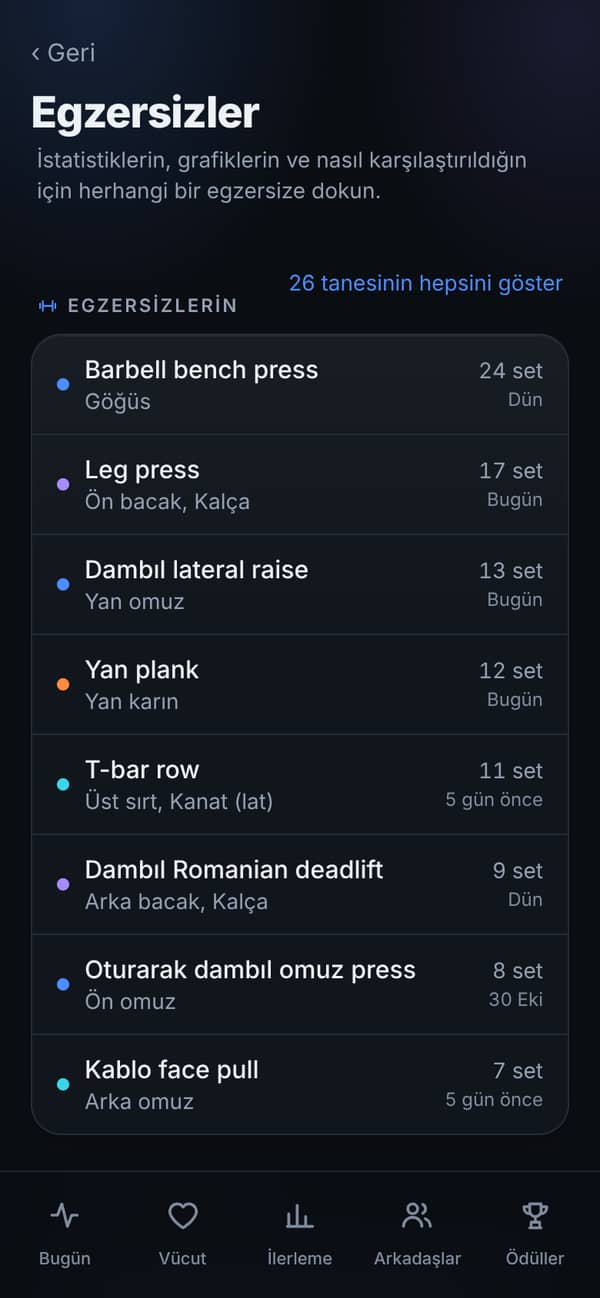 ‹ Geri
Egzersizler
İstatistiklerin, grafiklerin ve nasıl karşılaştırıldığın
için herhangi bir egzersize dokun.
26 tanesinin hepsini göster
EGZERSİZLERİN
Barbell bench press
24 set
Göğüs
Dün
Leg press
17 set
Ön bacak, Kalça
Bugün
Dambıl lateral raise
13 set
Yan omuz
Bugün
Yan plank
12 set
Yan karın
Bugün
T-bar row
11 set
Üst sırt, Kanat (lat)
5 gün önce
Dambıl Romanian deadlift
9 set
Arka bacak, Kalça
Dün
Oturarak dambıl omuz press
8 set
Ön omuz
30 Eki
Kablo face pull
7 set
Arka omuz
5 gün önce
Bugün
Vücut
İlerleme
Arkadaşlar
Ödüller